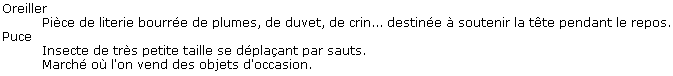 Oreiller
Pièce de literie bourrée de plumes, de duvet, de crin... destinée à soutenir la tête pendant le repos.
Puce
Insecte de très petite taille se déplaçant par sauts.
Marché où l'on vend des objets d'occasion.